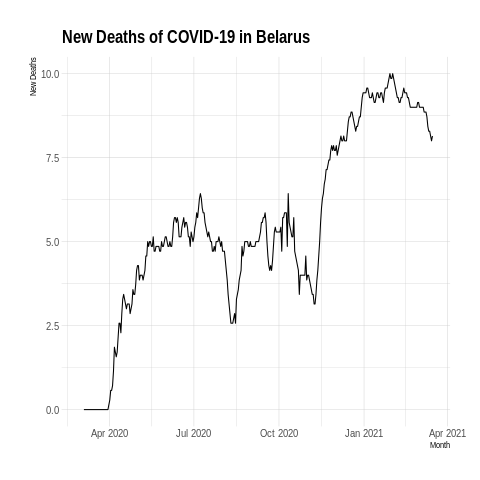 New Deaths of COVID-19 in Belarus
New Deaths
10.0
7.5
5.0
2.5
0.0
Apr 2020 Jul 2020 Oct 2020 Jan 2021 Apr 2021
Month